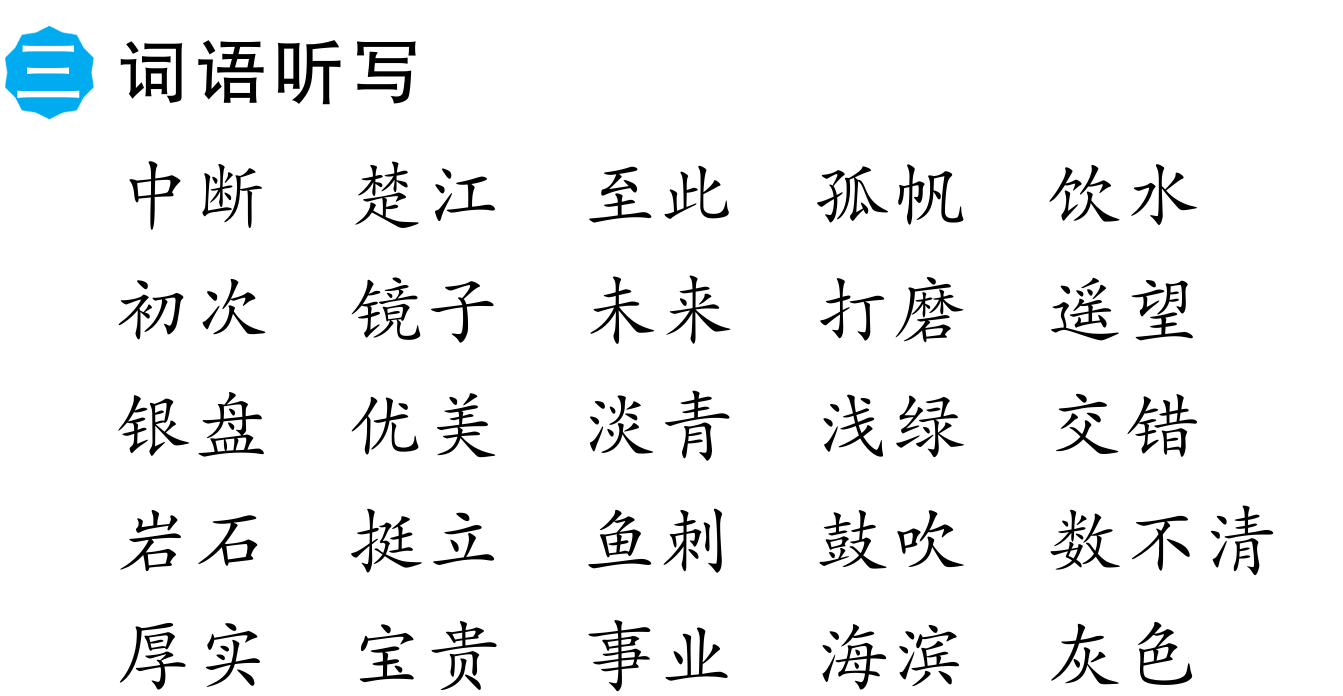 三 词语听写
中断 楚江 至此 孤帆 饮水
初次 镜子 未来 打磨 遥望
银盘 优美 淡青 浅绿 交错
岩石 挺立 鱼刺 鼓吹 数不清
厚实 宝贵 事业 海滨 灰色